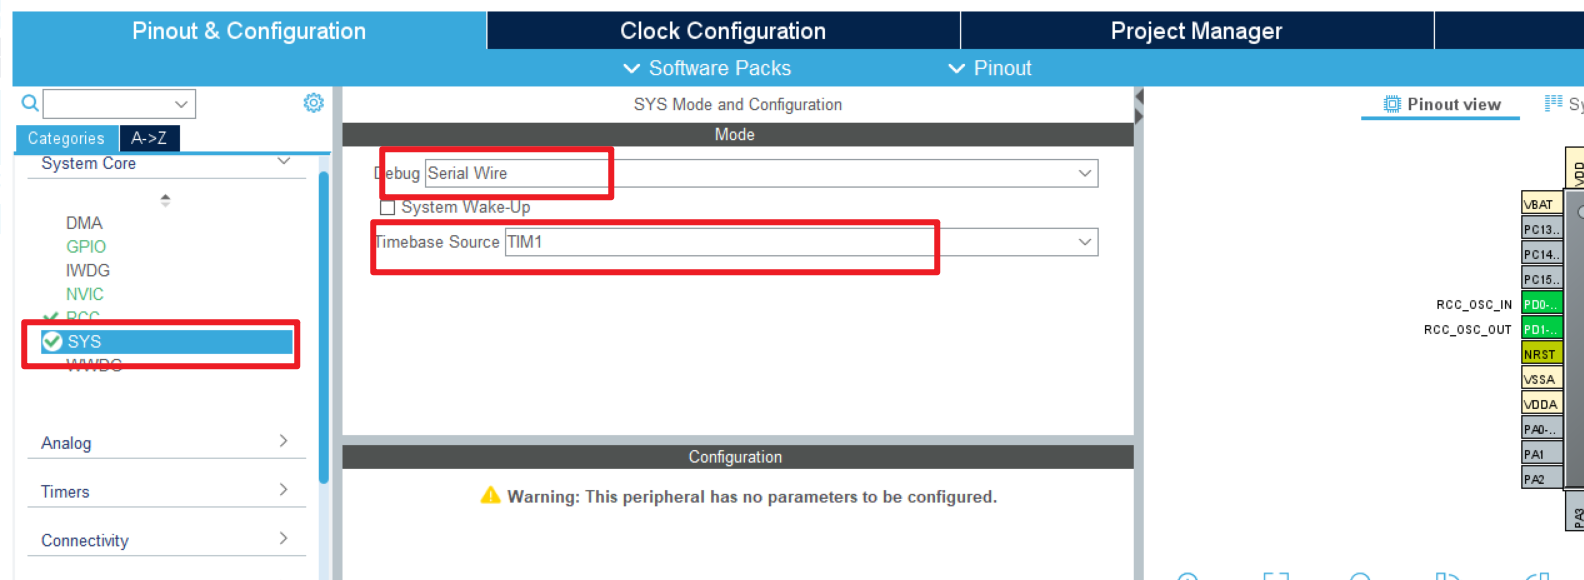 Pinout & Configuration
Clock Configuration
Project Manager
Software Packs
Pinout
SYS Mode and Configuration
Pinout view
Categories
A->Z
Mode
System Core
Debug Serial Wire
System Wake-Up
Timebase Source TIM1
DMA
GPIO
IWDG
NVIC
RCC
SYS
WWDG
Analog
Timers
Connectivity
Configuration
Warning: This peripheral has no parameters to be configured.
VDD
VBAT
PC13..
PC14..
PC15..
RCC_OSC_IN PD0-..
RCC_OSC_OUT PD1-..
NRST
VSSA
VDDA
PA0-..
PA1
PA2
PA3